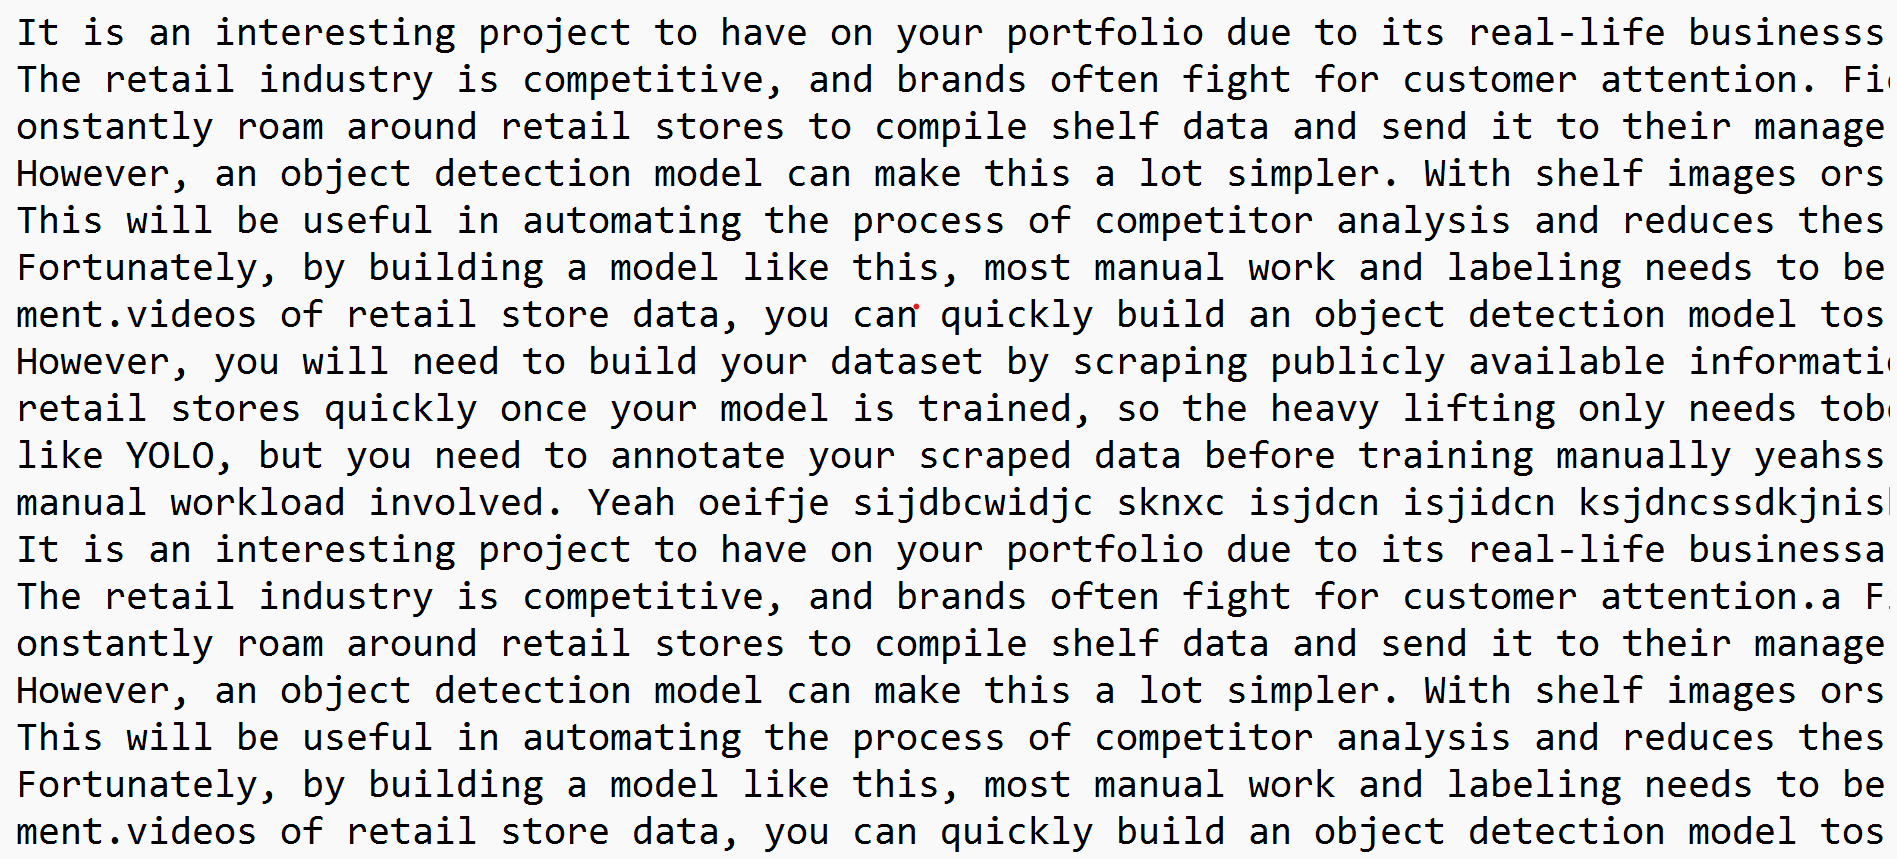 It is an interesting project to have on your portfolio due to its real-life businesss
The retail industry is competitive, and brands often fight for customer attention.
onstantly roam around retail stores to compile shelf data and send it to their manage
However, an object detection model can make this a lot simpler. With shelf images ors
This will be useful in automating the process of competitor analysis and reduces thes
Fortunately, by building a model like this, most manual work and labeling needs to be
ment.videos of retail store data, you can quickly build an object detection model tos
However, you will need to build your dataset by scraping publicly available
retail stores quickly once your model is trained, so the heavy lifting only needs
like YOLO, but you need to annotate your scraped data before training manually yeahss
manual workload involved. Yeah oeifje sijdbcwidjc sknxc isjdcn isjidcn
It is an interesting project to have on your portfolio due to its real-life businessa
The retail industry is competitive, and brands often fight for customer attention.a
onstantly roam around retail stores to compile shelf data and send it to their manage
However, an object detection model can make this a lot simpler. With shelf images ors
This will be useful in automating the process of competitor analysis and reduces thes
Fortunately, by building a model like this, most manual work and labeling needs to be
ment.videos of retail store data, you can quickly build an object detection model tos